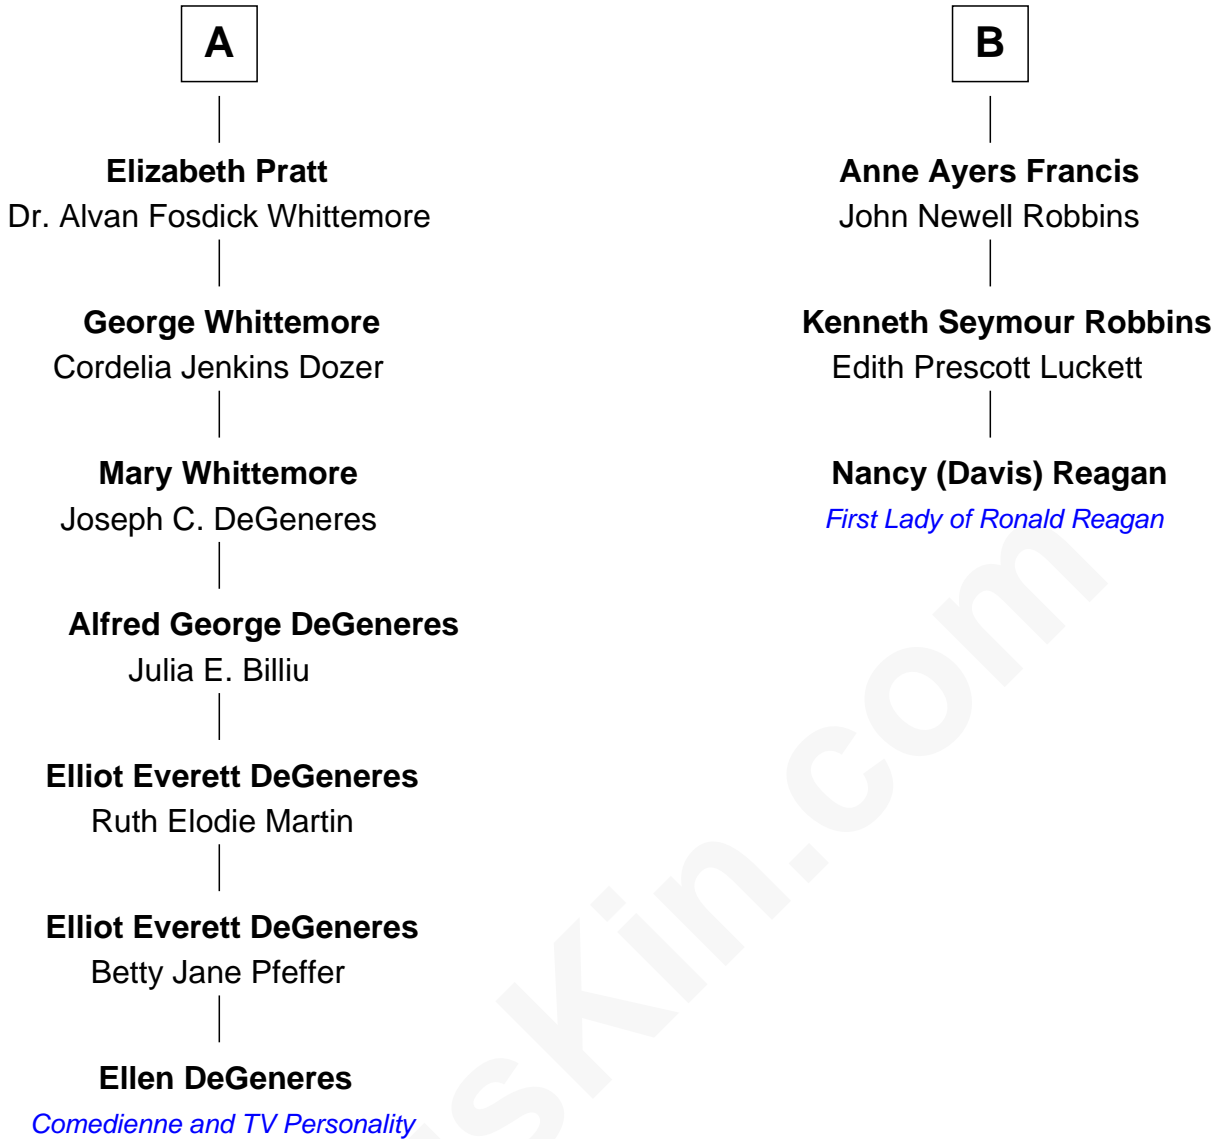 A
Elizabeth Pratt
Dr. Alvan Fosdick Whittemore
George Whittemore
Cordelia Jenkins Dozer
Mary Whittemore
Joseph C. DeGeneres
Alfred George DeGeneres
Julia E. Billiu
Elliot Everett DeGeneres
Ruth Elodie Martin
Elliot Everett DeGeneres
Betty Jane Pfeffer
Ellen DeGeneres
Comedienne and TV Personality
B
Anne Ayers Francis
John Newell Robbins
Kenneth Seymour Robbins
Edith Prescott Luckett
Nancy (Davis) Reagan
First Lady of Ronald Reagan